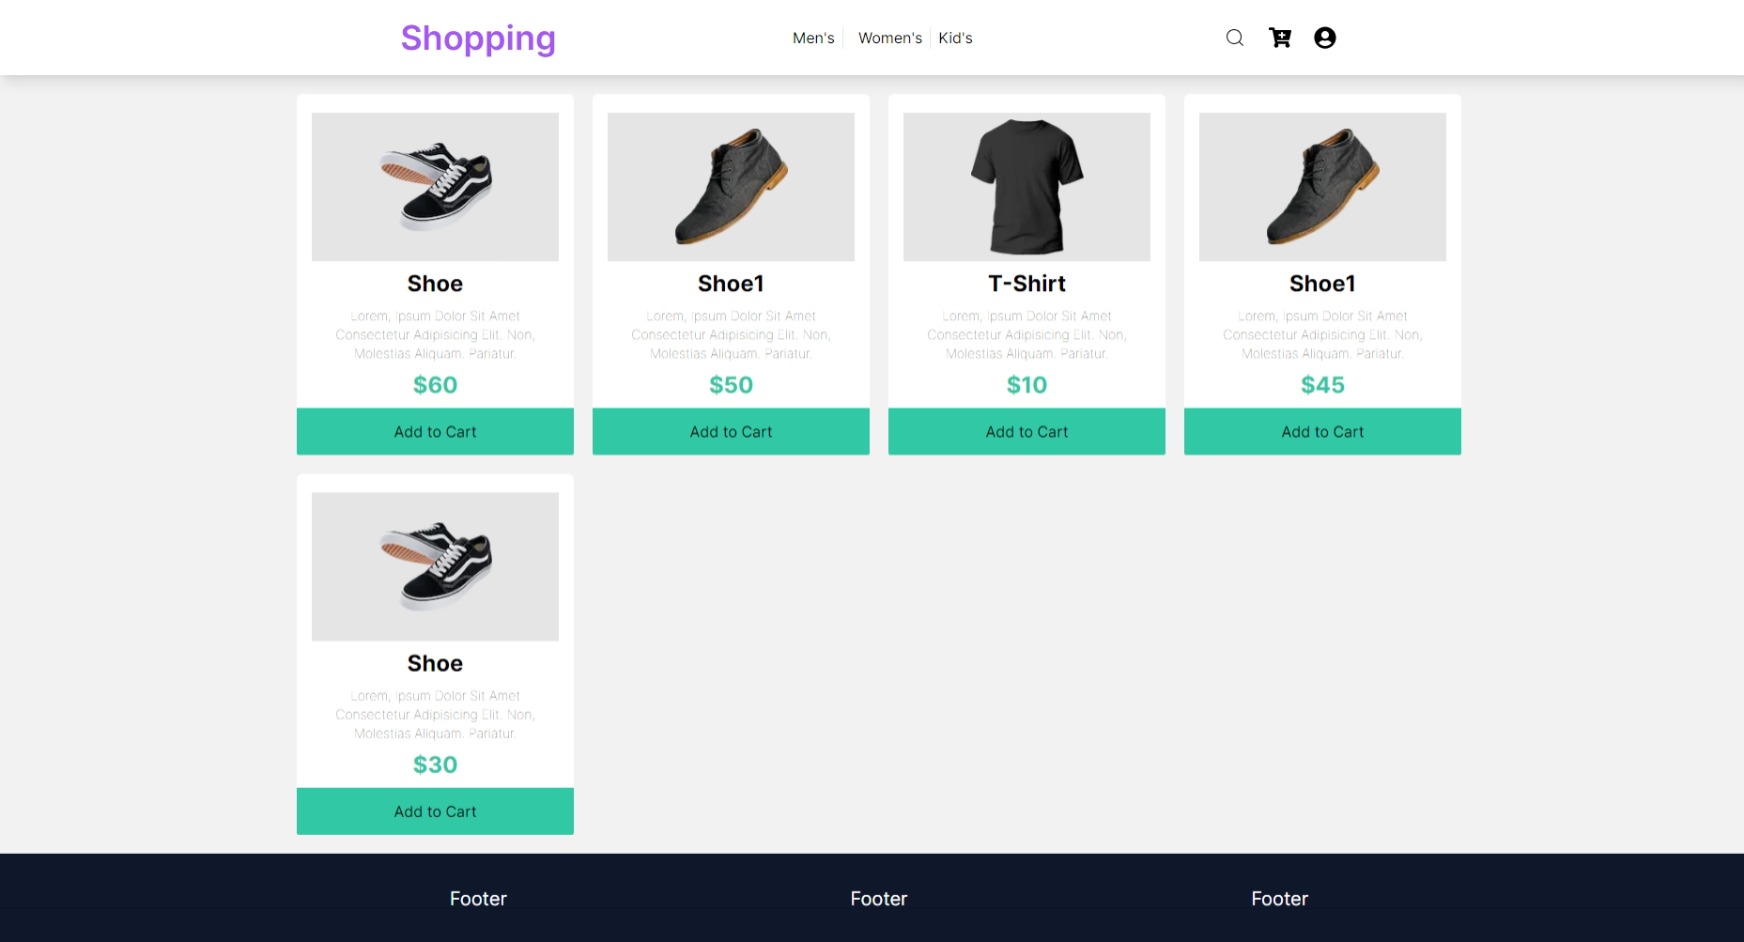 Shopping
Men's
Women's
Kid's
Shoe
Lorem, Ipsum Dolor Sit Amet
Consectetur Adipisicing Elit. Non,
Molestias Aliquam. Pariatur.
$60
Add to Cart
Shoe1
Lorem, Ipsum Dolor Sit Amet
Consectetur Adipisicing Elit. Non,
Molestias Aliquam. Pariatur.
$50
Add to Cart
T-Shirt
Lorem, Ipsum Dolor Sit Amet
Consectetur Adipisicing Elit. Non,
Molestias Aliquam. Pariatur.
$10
Add to Cart
Shoe1
Lorem, Ipsum Dolor Sit Amet
Consectetur Adipisicing Elit. Non,
Molestias Aliquam. Pariatur.
$45
Add to Cart
Shoe
Lorem, Ipsum Dolor Sit Amet
Consectetur Adipisicing Elit. Non,
Molestias Aliquam. Pariatur.
$30
Add to Cart
Footer
Footer
Footer